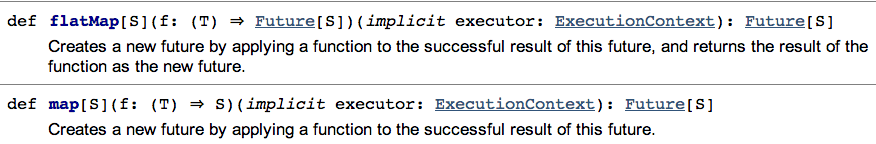 def flatMap[S](f: (T) ⇒ Future[S])(implicit executor: ExecutionContext): Future[S]
Creates a new future by applying a function to the successful result of this future, and returns the result of the
function as the new future.
def map[S](f: (T) ⇒ S)(implicit executor: ExecutionContext): Future[S]
Creates a new future by applying a function to the successful result of this future.